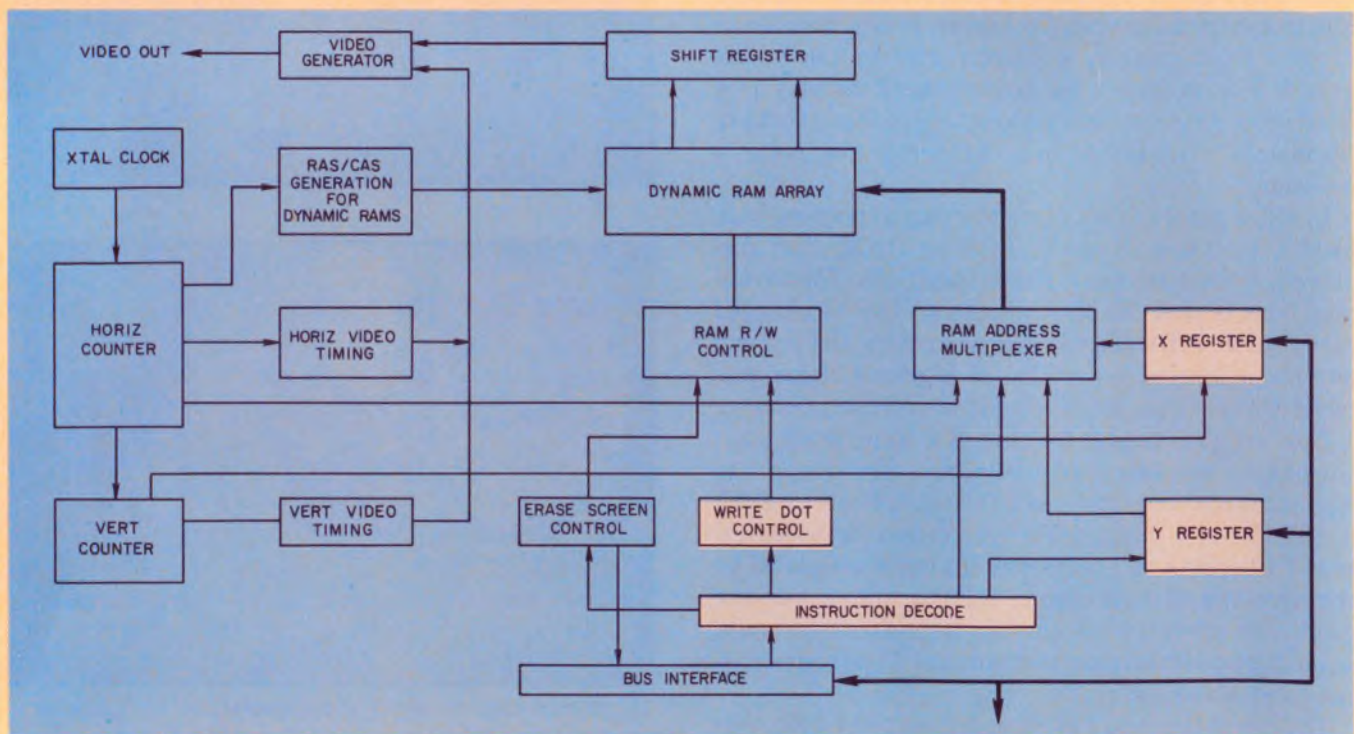 VIDEO OUT
VIDEO
GENERATOR
SHIFT REGISTER
XTAL CLOCK
RAS/CAS
GENERATION
FOR
DYNAMIC RAMS
DYNAMIC RAM ARRAY
HORIZ
COUNTER
HORIZ VIDEO
TIMING
RAM R/W
CONTROL
RAM ADDRESS
MULTIPLEXER
X REGISTER
VERT
COUNTER
VERT VIDEO
TIMING
ERASE SCREEN
CONTROL
WRITE DOT
CONTROL
Y REGISTER
INSTRUCTION DECODE
BUS INTERFACE